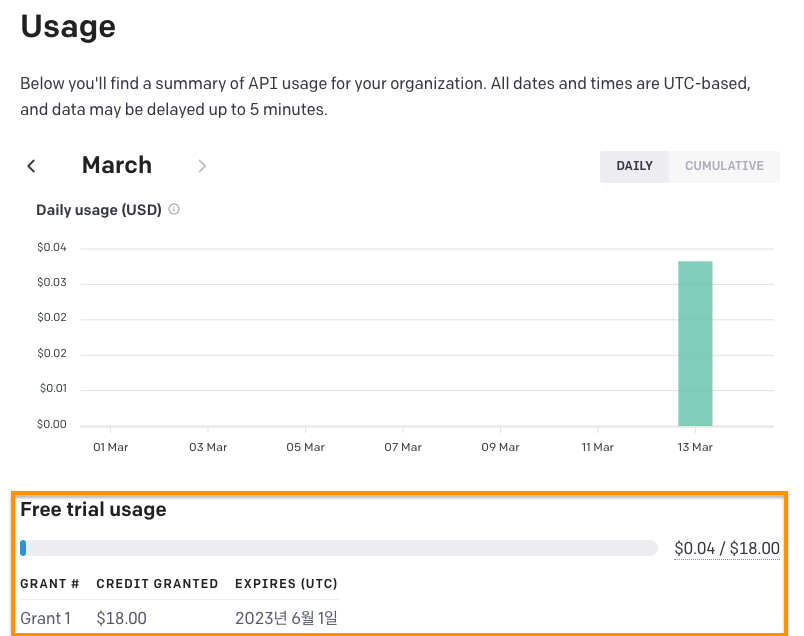 Usage
Below you'll find a summary of API usage for your organization. All dates and times are UTC-based,
and data may be delayed up to 5 minutes.
March
DAILY CUMULATIVE
Daily usage (USD)
$0.04
$0.03
$0.02
$0.02
$0.01
$0.00
01 Mar 03 Mar 05 Mar 07 Mar 09 Mar 11 Mar 13 Mar
Free trial usage
$0.04 / $18.00
GRANT # CREDIT GRANTED EXPIRES (UTC)
Grant 1 $18.00 2023년 6월 1일